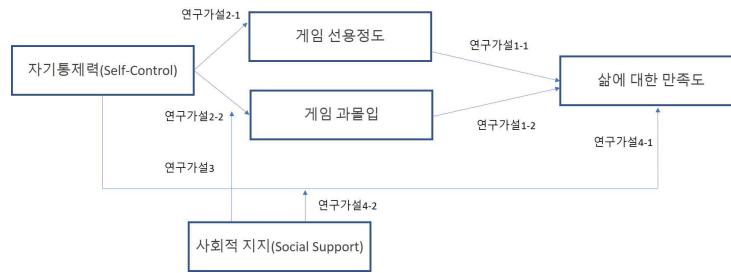 연구가설2-1
게임 선용정도
연구가설1-1
자기통제력(Self-Control)
삶에 대한 만족도
게임 과몰입
연구가설2-2
연구가설1-2
연구가설4-1
연구가설3
연구가설4-2
사회적 지지(Social Support)